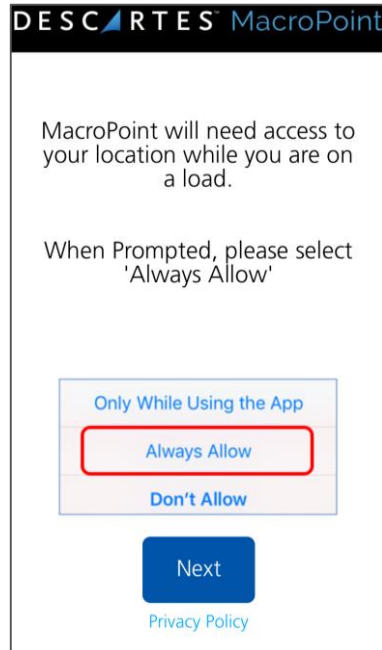 DESCARTES™ MacroPoint
MacroPoint will need access to
your location while you are on
a load.
When Prompted, please select
'Always Allow'
Only While Using the App
Always Allow
Don't Allow
Next
Privacy Policy